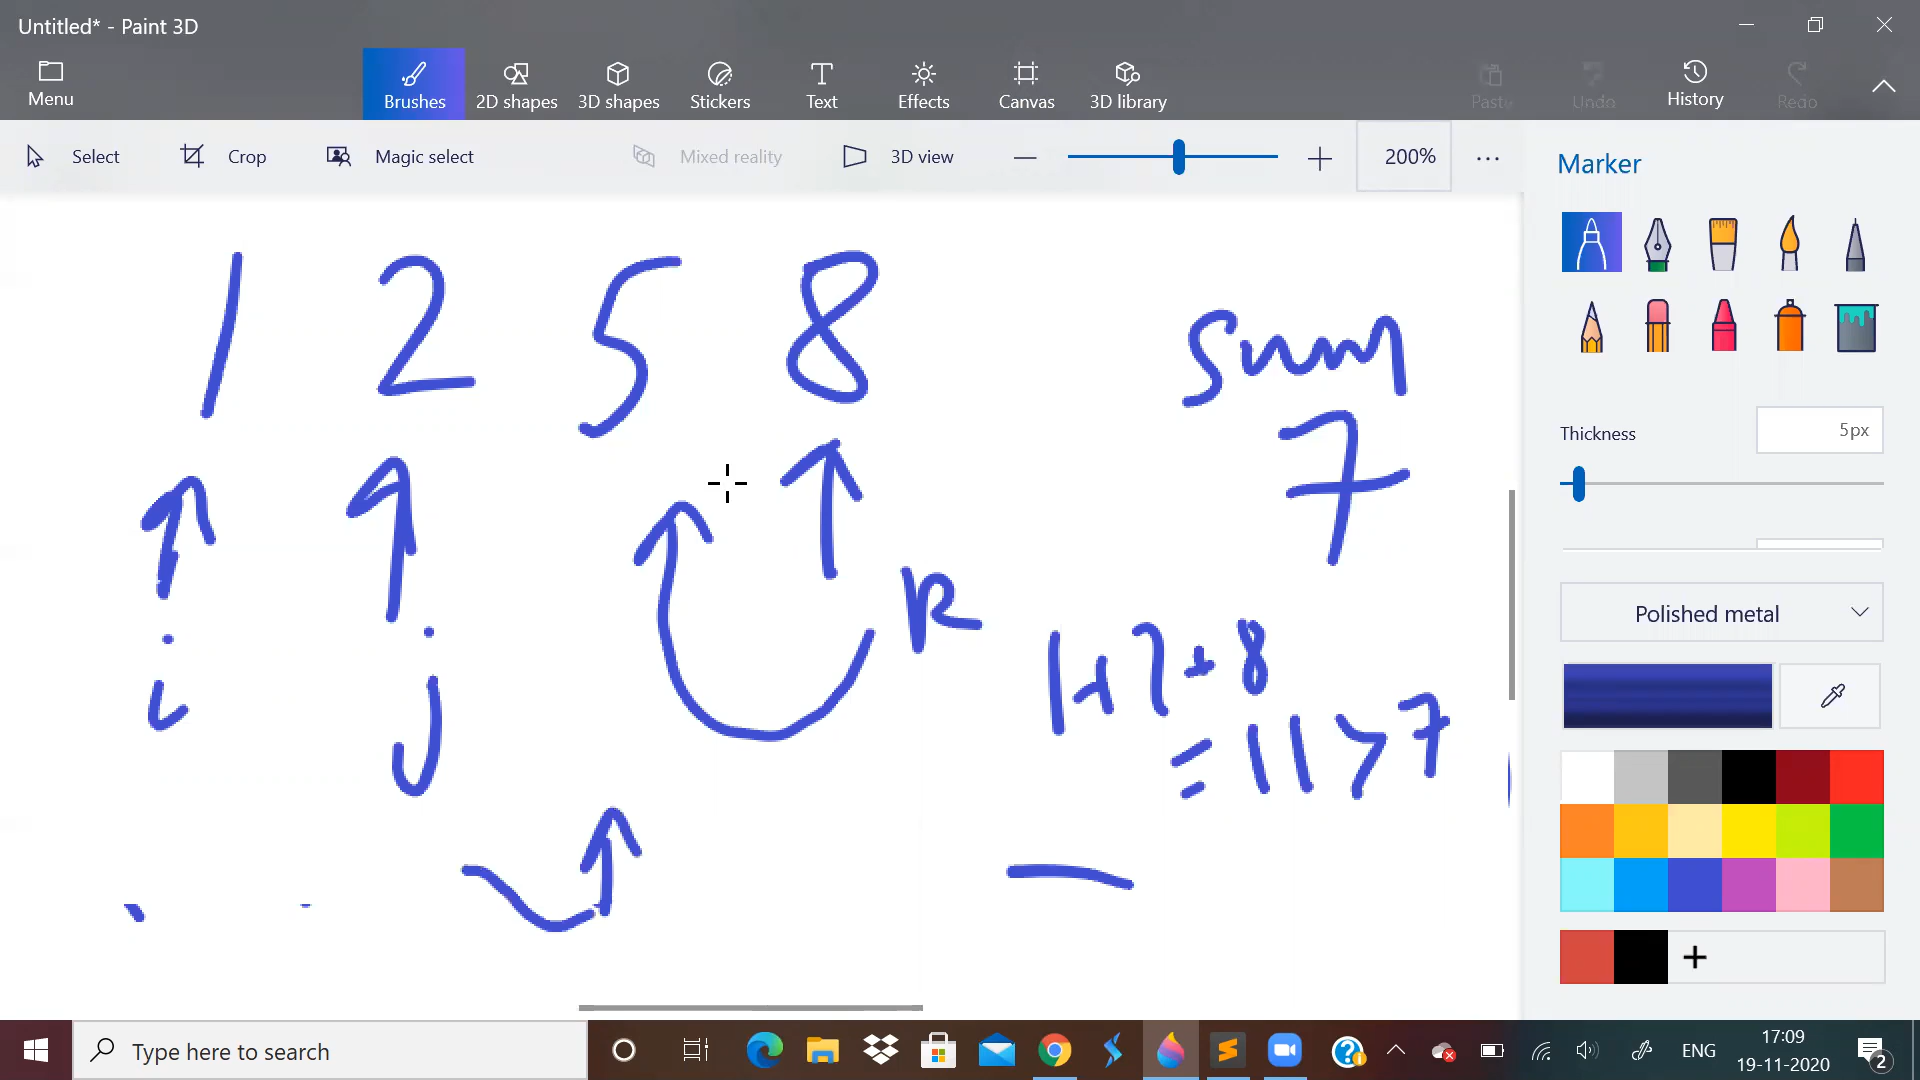 Untitled* - Paint 3D
Menu
Brushes
2D shapes
3D shapes
Stickers
Text
Effects
Canvas
3D library
Paste
Undo
History
Redo
Select
Crop
Magic select
Mixed reality
3D view
200%
Marker
1 2 5 8
sum
7
Thickness
5px
i
j
k
1+2+8
=11>7
Polished metal
Type here to search
ENG
17:09
19-11-2020
2